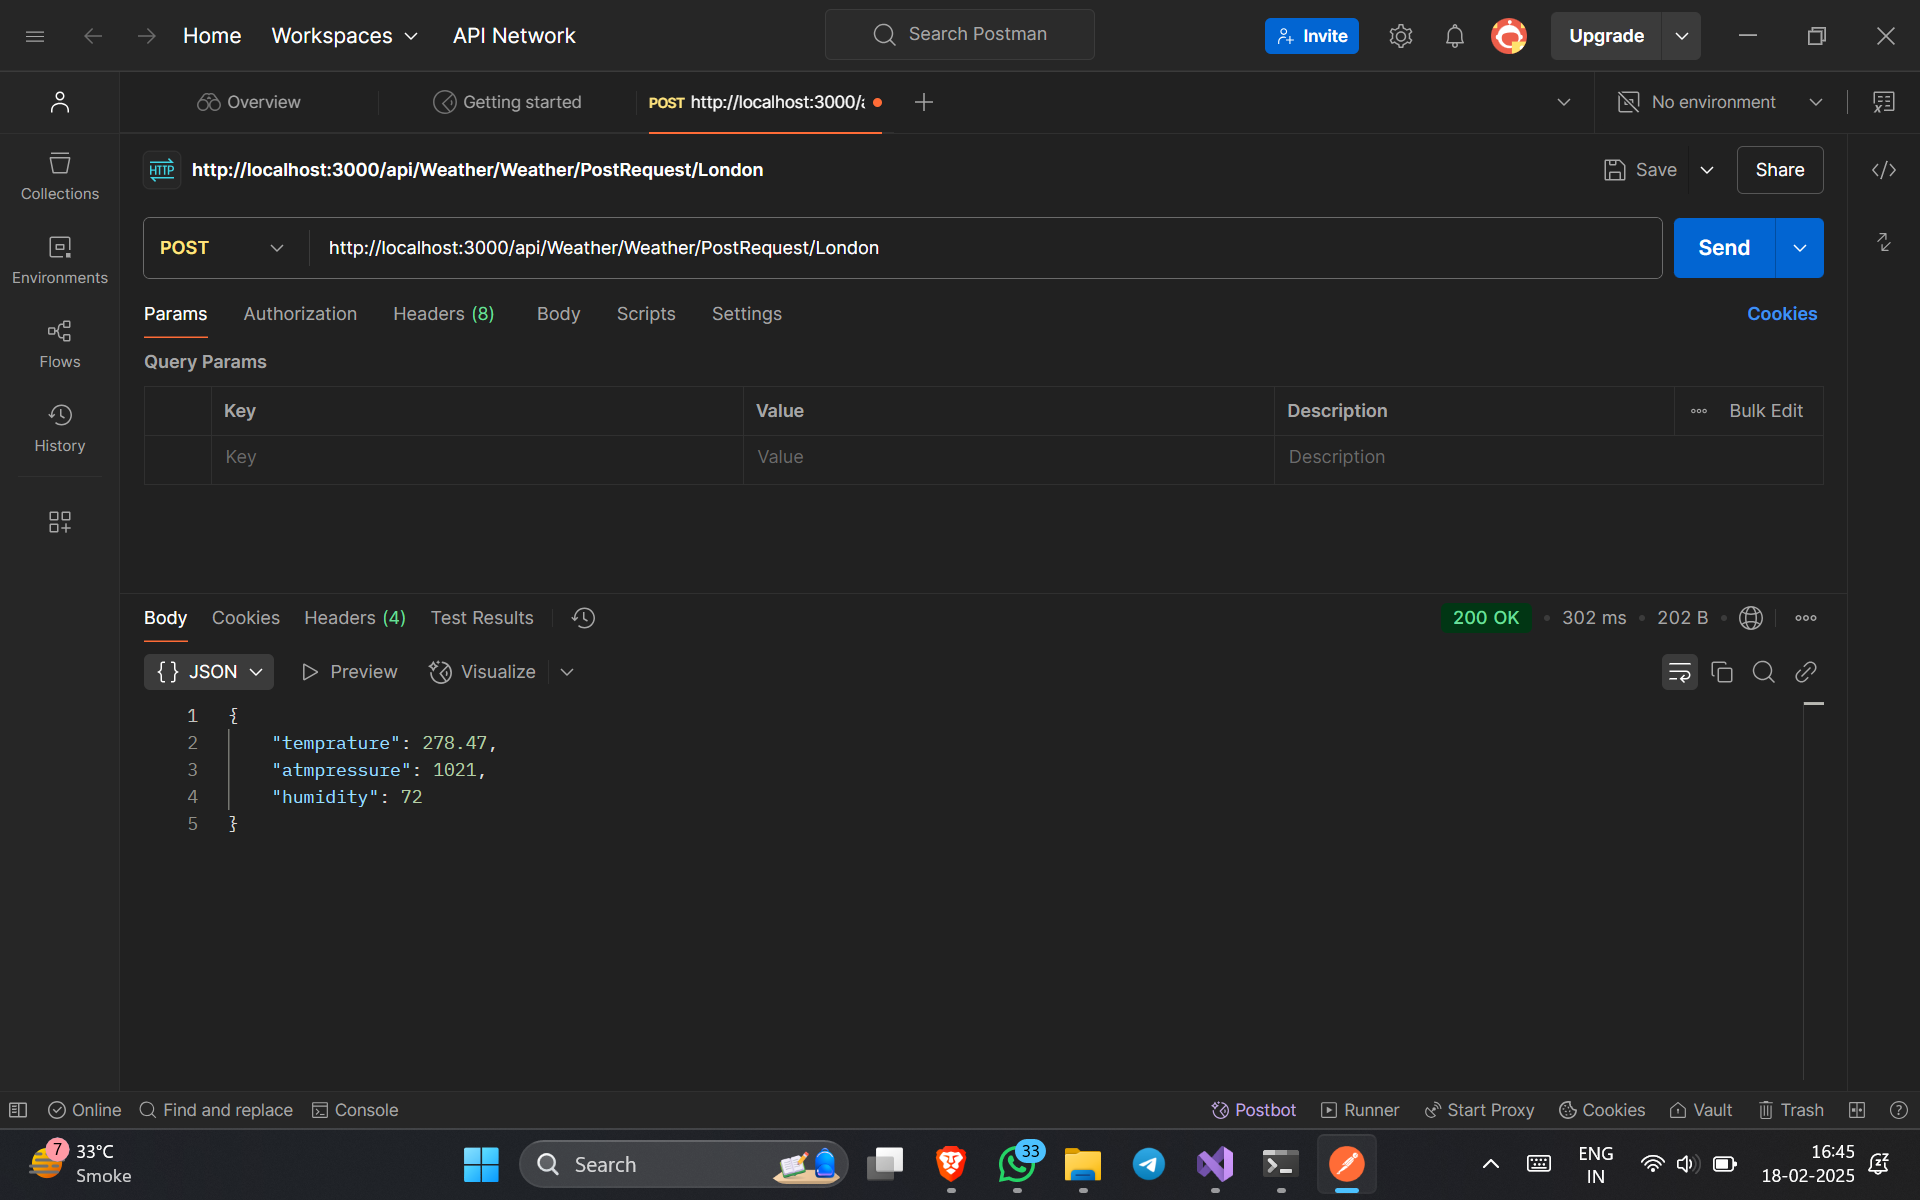 Home
Workspaces
API Network
Search Postman
Invite
Upgrade
Overview
Getting started
POST http://localhost:3000/a
No environment
Collections
Environments
Flows
History
HTTP http://localhost:3000/api/Weather/Weather/PostRequest/London
Save
Share
POST
http://localhost:3000/api/Weather/Weather/PostRequest/London
Send
Params
Authorization
Headers (8)
Body
Scripts
Settings
Cookies
Query Params
Key
Value
Description
Bulk Edit
Key
Value
Description
Body
Cookies
Headers (4)
Test Results
200 OK
302 ms
202 B
{} JSON
Preview
Visualize
1 {
2 "temprature": 278.47,
3 "atmpressure": 1021,
4 "humidity": 72
5 }
Online
Find and replace
Console
Postbot
Runner
Start Proxy
Cookies
Vault
Trash
7
33°C
Smoke
Search
33
ENG
IN
16:45
18-02-2025